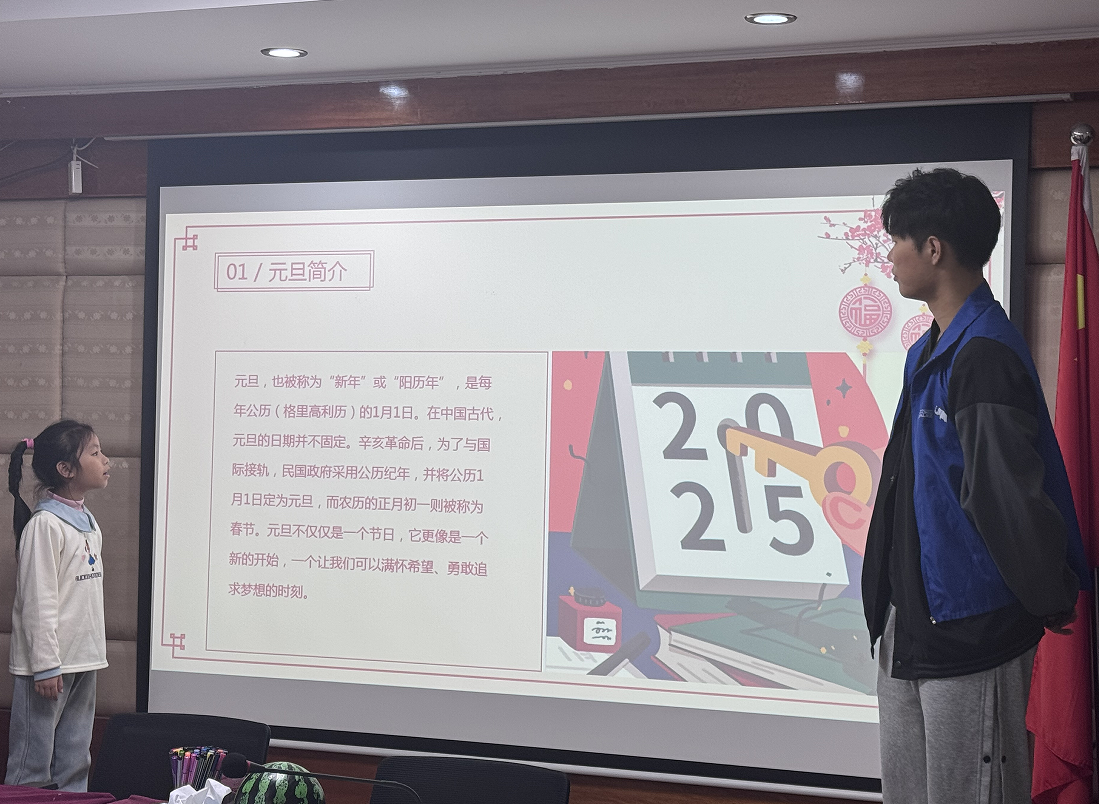 01 / 元旦简介
福
元旦，也被称为“新年”或“阳历年”，是每
年公历（格里高利历）的1月1日。在中国古代，
元旦的日期并不固定。辛亥革命后，为了与国
际接轨，民国政府采用公历纪年，并将公历1
月1日定为元旦，而农历的正月初一则被称为
春节。元旦不仅仅是一个节日，它更像是一个
新的开始，一个让我们可以满怀希望、勇敢追
求梦想的时刻。
20
25